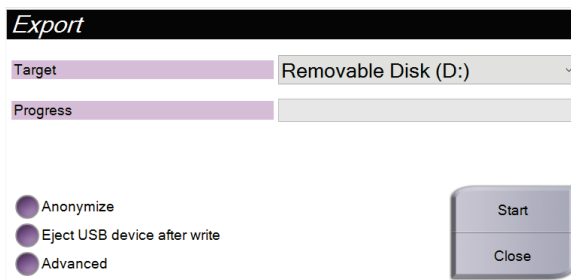 Export
Target
Removable Disk (D:)
Progress
Anonymize
Eject USB device after write
Advanced
Start
Close